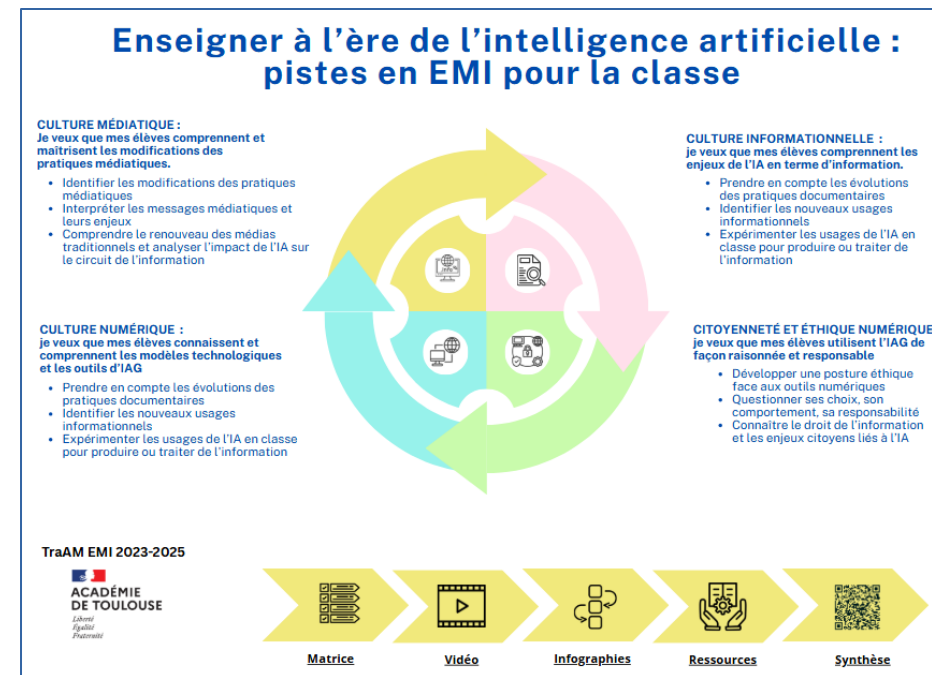 Enseigner à l'ère de l'intelligence artificielle :
pistes en EMI pour la classe
CULTURE MÉDIATIQUE :
Je veux que mes élèves comprennent et
maîtrisent les modifications des
pratiques médiatiques.
• Identifier les modifications des pratiques
médiatiques
• Interpréter les messages médiatiques et
leurs enjeux
• Comprendre le renouveau des médias
traditionnels et analyser l'impact de l'IA sur
le circuit de l'information
CULTURE INFORMATIONNELLE :
je veux que mes élèves comprennent les
enjeux de l'IA en terme d'information.
• Prendre en compte les évolutions
des pratiques documentaires
• Identifier les nouveaux usages
informationnels
• Expérimenter les usages de l'IA en
classe pour produire ou traiter de
l'information
CULTURE NUMÉRIQUE :
je veux que mes élèves connaissent et
comprennent les modèles technologiques
et les outils d'IAG
• Prendre en compte les évolutions des
pratiques documentaires
• Identifier les nouveaux usages
informationnels
• Expérimenter les usages de l'IA en classe
pour produire ou traiter de l'information
CITOYENNETÉ ET ÉTHIQUE NUMÉRIQUE
je veux que mes élèves utilisent l'IAG de
façon raisonnée et responsable
• Développer une posture éthique
face aux outils numériques
• Questionner ses choix, son
comportement, sa responsabilité
• Connaître le droit de l'information
et les enjeux citoyens liés à l'IA
TraAM EMI 2023-2025
ACADÉMIE
DE TOULOUSE
Liberté
Égalité
Fraternité
Matrice
Vidéo
Infographies
Ressources
Synthèse